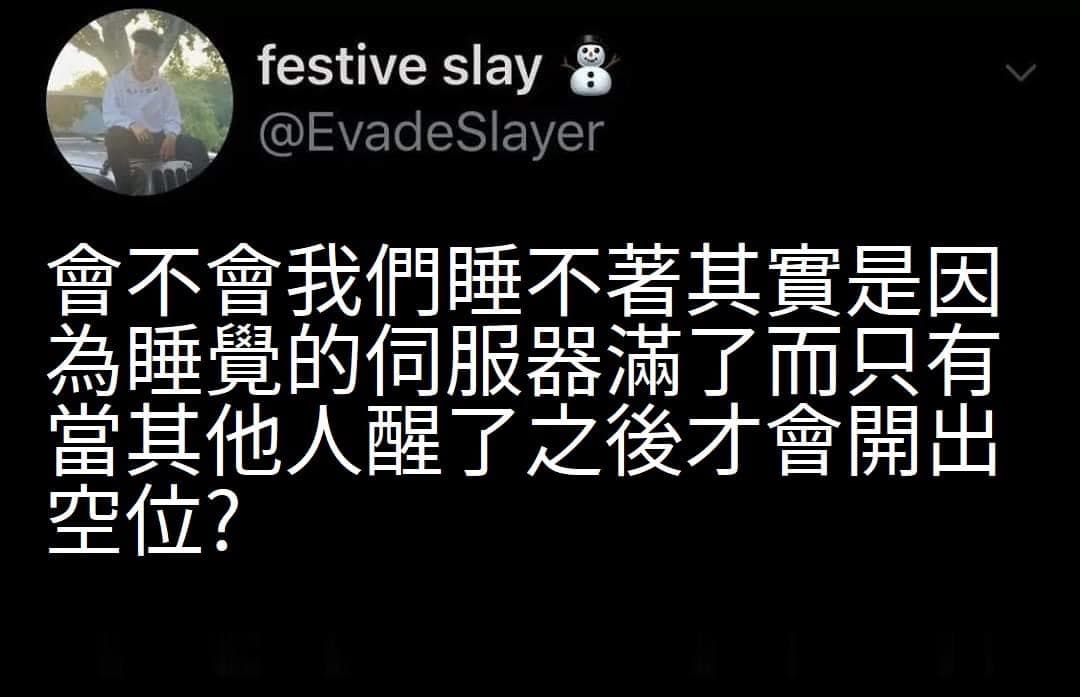 festive slay ⛄
@EvadeSlayer
會不會我們睡不著其實是因
為睡覺的伺服器滿了而只有
當其他人醒了之後才會開出
空位?